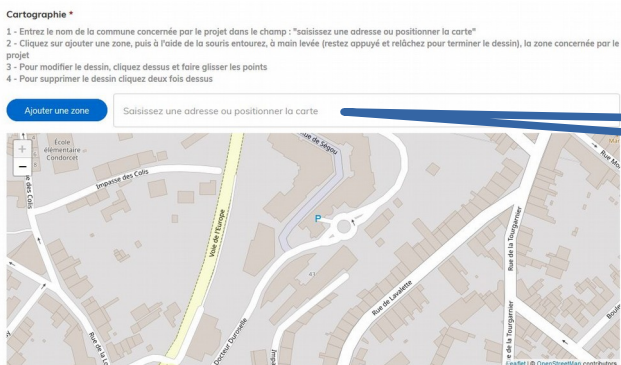 Cartographie *
1 - Entrez le nom de la commune concernée par le projet dans le champ : "saisissez une adresse ou positionner la carte"
2 - Cliquez sur ajouter une zone, puis à l'aide de la souris entourez, à main levée (restez appuyé et relâchez pour terminer le dessin), la zone concernée par le
projet
3 - Pour modifier le dessin, cliquez dessus et faire glisser les points
4 - Pour supprimer le dessin cliquez deux fois dessus
Ajouter une zone
Saisissez une adresse ou positionner la carte
+
−
École
élémentaire
Condorcet
Impasse des Colis
Rue de Ségou
P
Voie de l'Europe
41
Rue de Lavalette
Rue de la Tourgarnier
Docteur Duroselle
Leaflet | © OpenStreetMap contributors